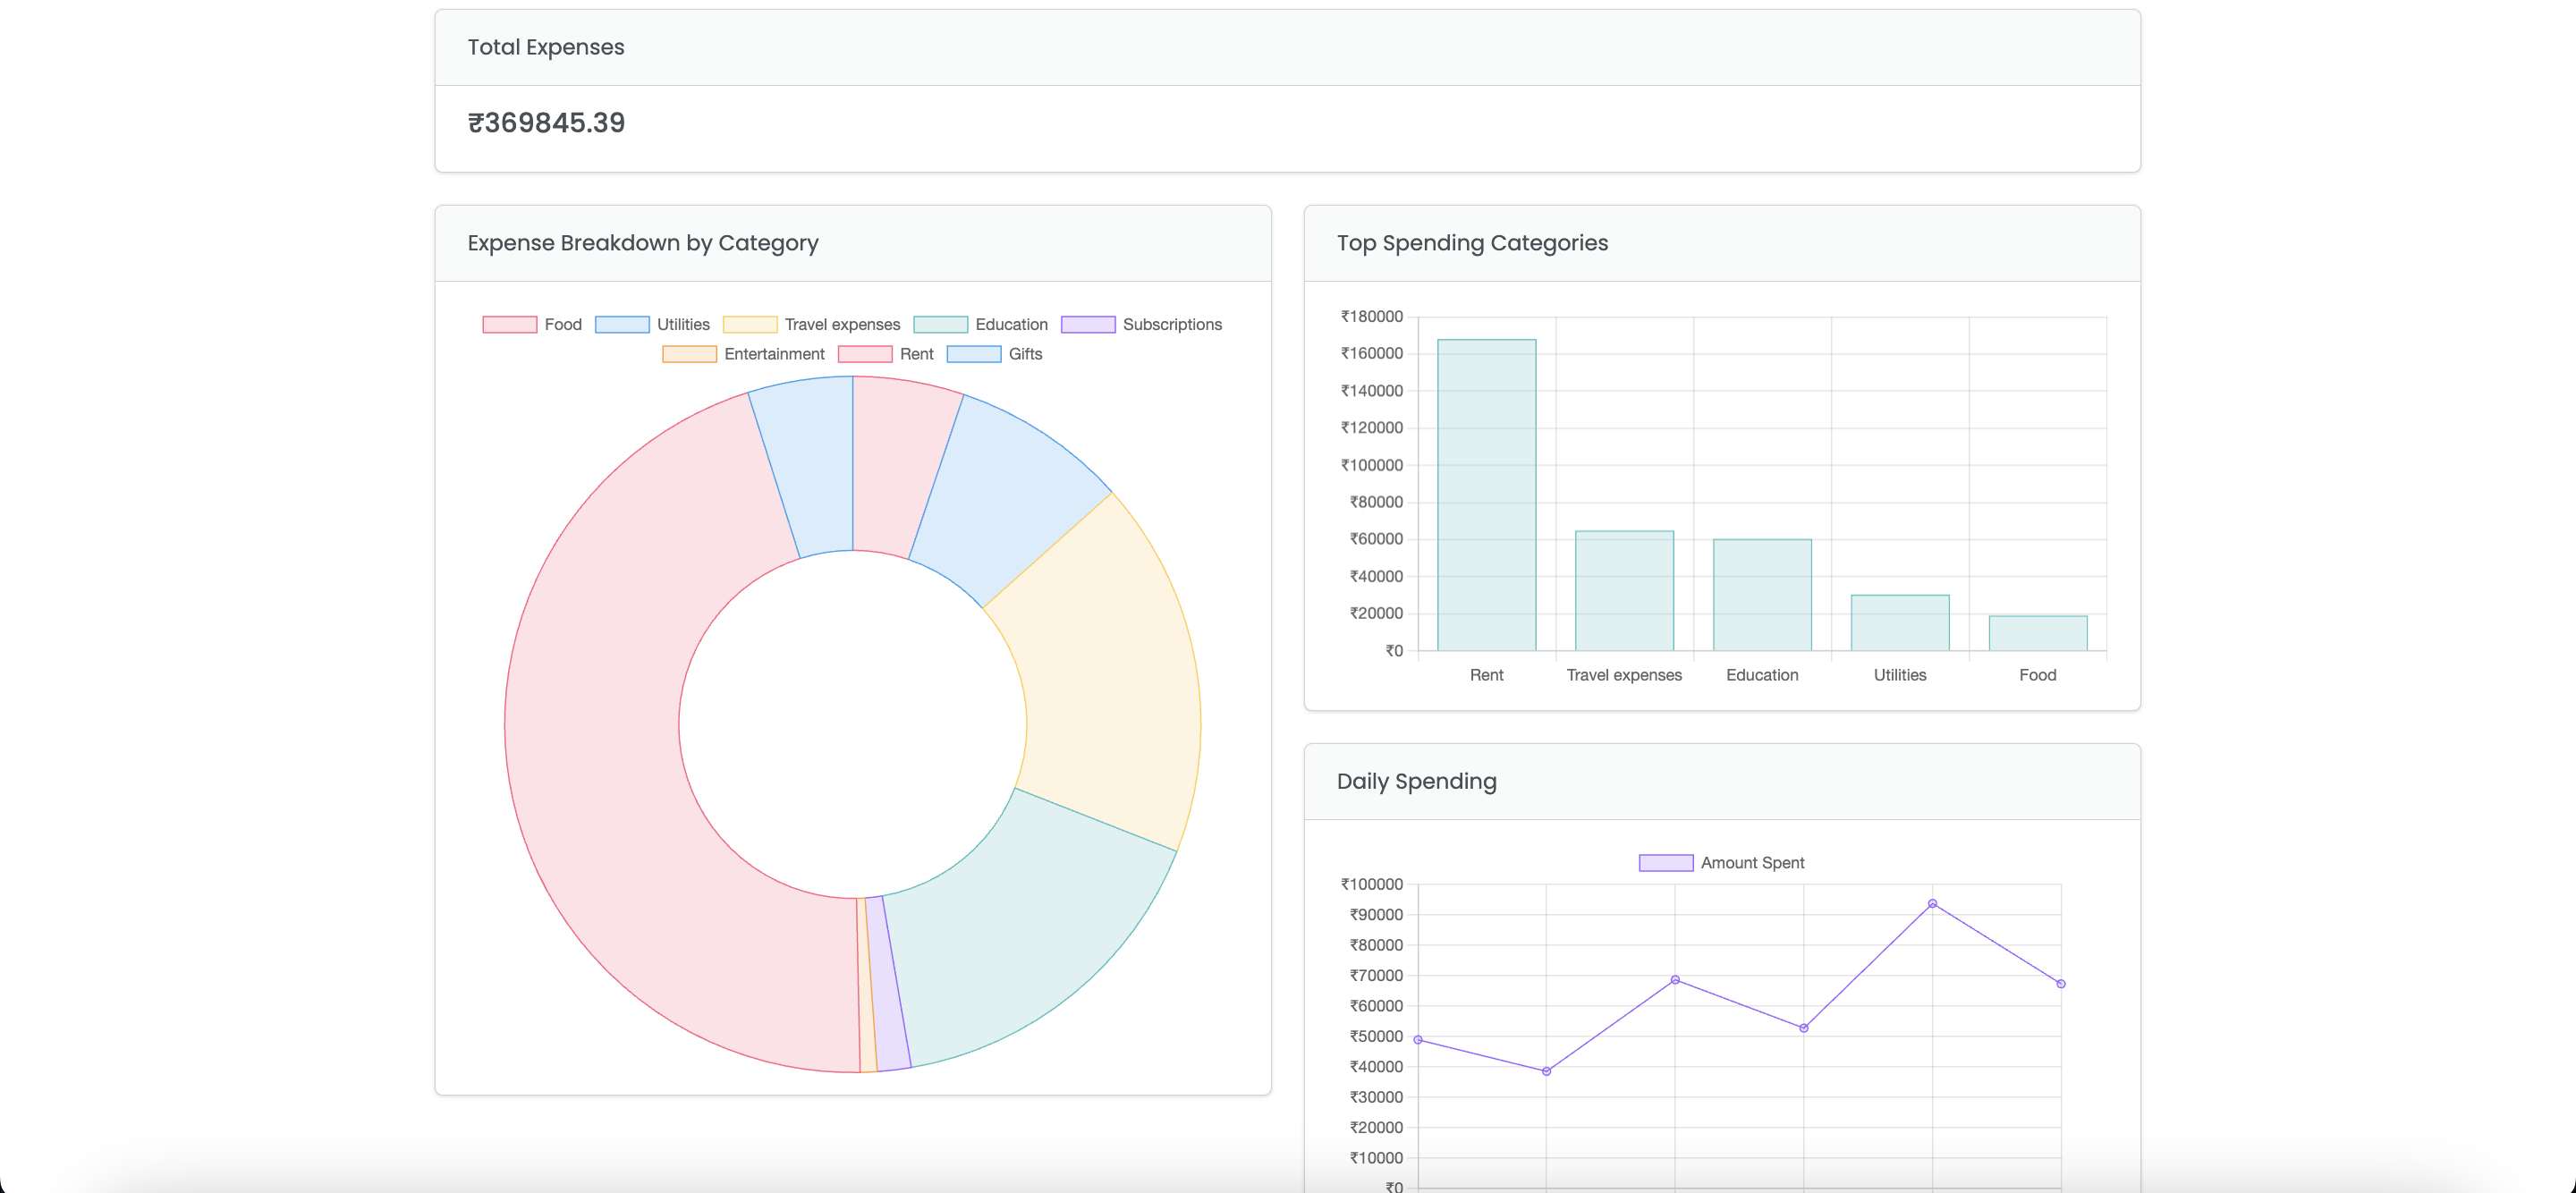 Total Expenses
₹369845.39
Expense Breakdown by Category
Food Utilities Travel expenses Education Subscriptions
Entertainment Rent Gifts
Top Spending Categories
₹180000
₹160000
₹140000
₹120000
₹100000
₹80000
₹60000
₹40000
₹20000
₹0
Rent Travel expenses Education Utilities Food
Daily Spending
Amount Spent
₹100000
₹90000
₹80000
₹70000
₹60000
₹50000
₹40000
₹30000
₹20000
₹10000
₹0